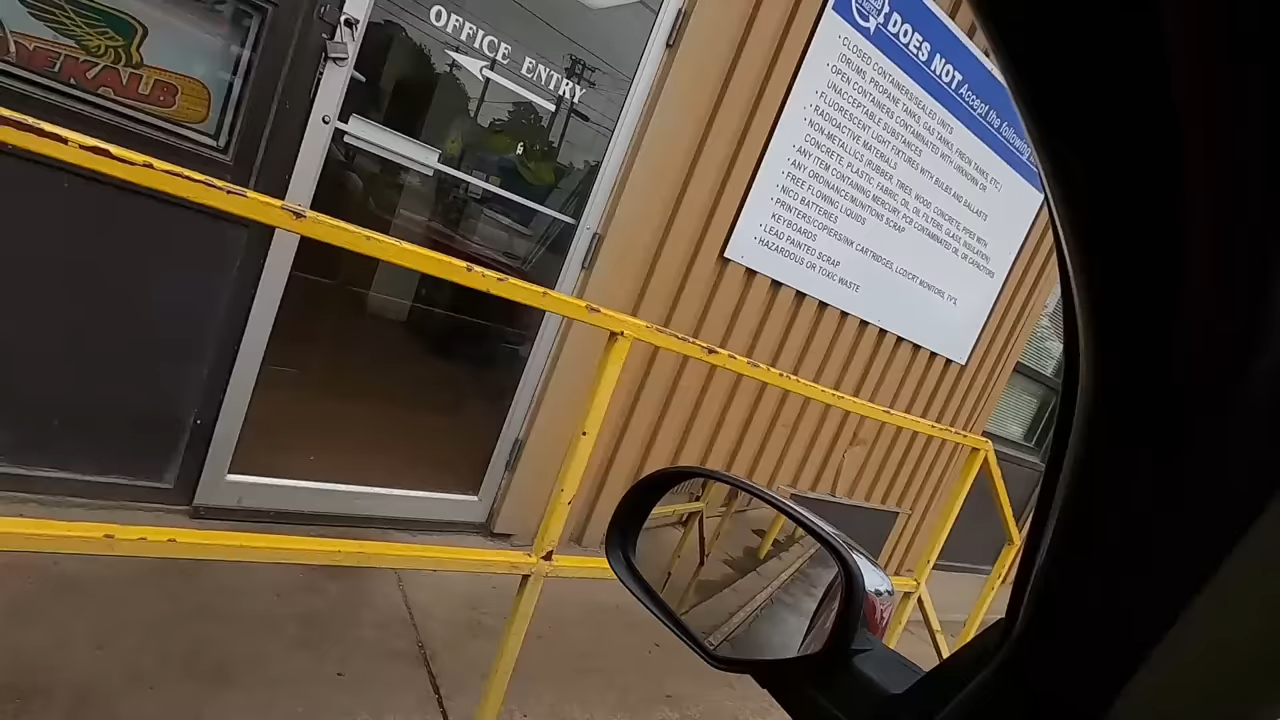 DEKALB
OFFICE ENTRY
DOES NOT Accept the following
• CLOSED CONTAINERS/SEALED UNITS
(DRUMS, PROPANE TANKS, GAS TANKS, FREON TANKS, ETC.)
OPEN CONTAINERS CONTAMINATED WITH UNKNOWN OR
UNACCEPTABLE SUBSTANCES
• FLUORESCENT LIGHT FIXTURES WITH BULBS AND BALLASTS
• RADIOACTIVE MATERIALS
• NON-METALLICS (RUBBER, TIRES, WOOD, CONCRETE, PIPES WITH
CONCRETE, PLASTIC, FABRIC, OIL, OIL FILTERS, GLASS, INSULATION)
• ANY ITEM CONTAINING MERCURY, PCB CONTAMINATED OIL, OR CAPACITORS
• ANY ORDNANCE/MUNITIONS SCRAP
• FREE FLOWING LIQUIDS
• NICD BATTERIES
• PRINTERS/COPIERS/INK CARTRIDGES, LCD/CRT MONITORS, TV'S,
KEYBOARDS
• LEAD PAINTED SCRAP
• HAZARDOUS OR TOXIC WASTE